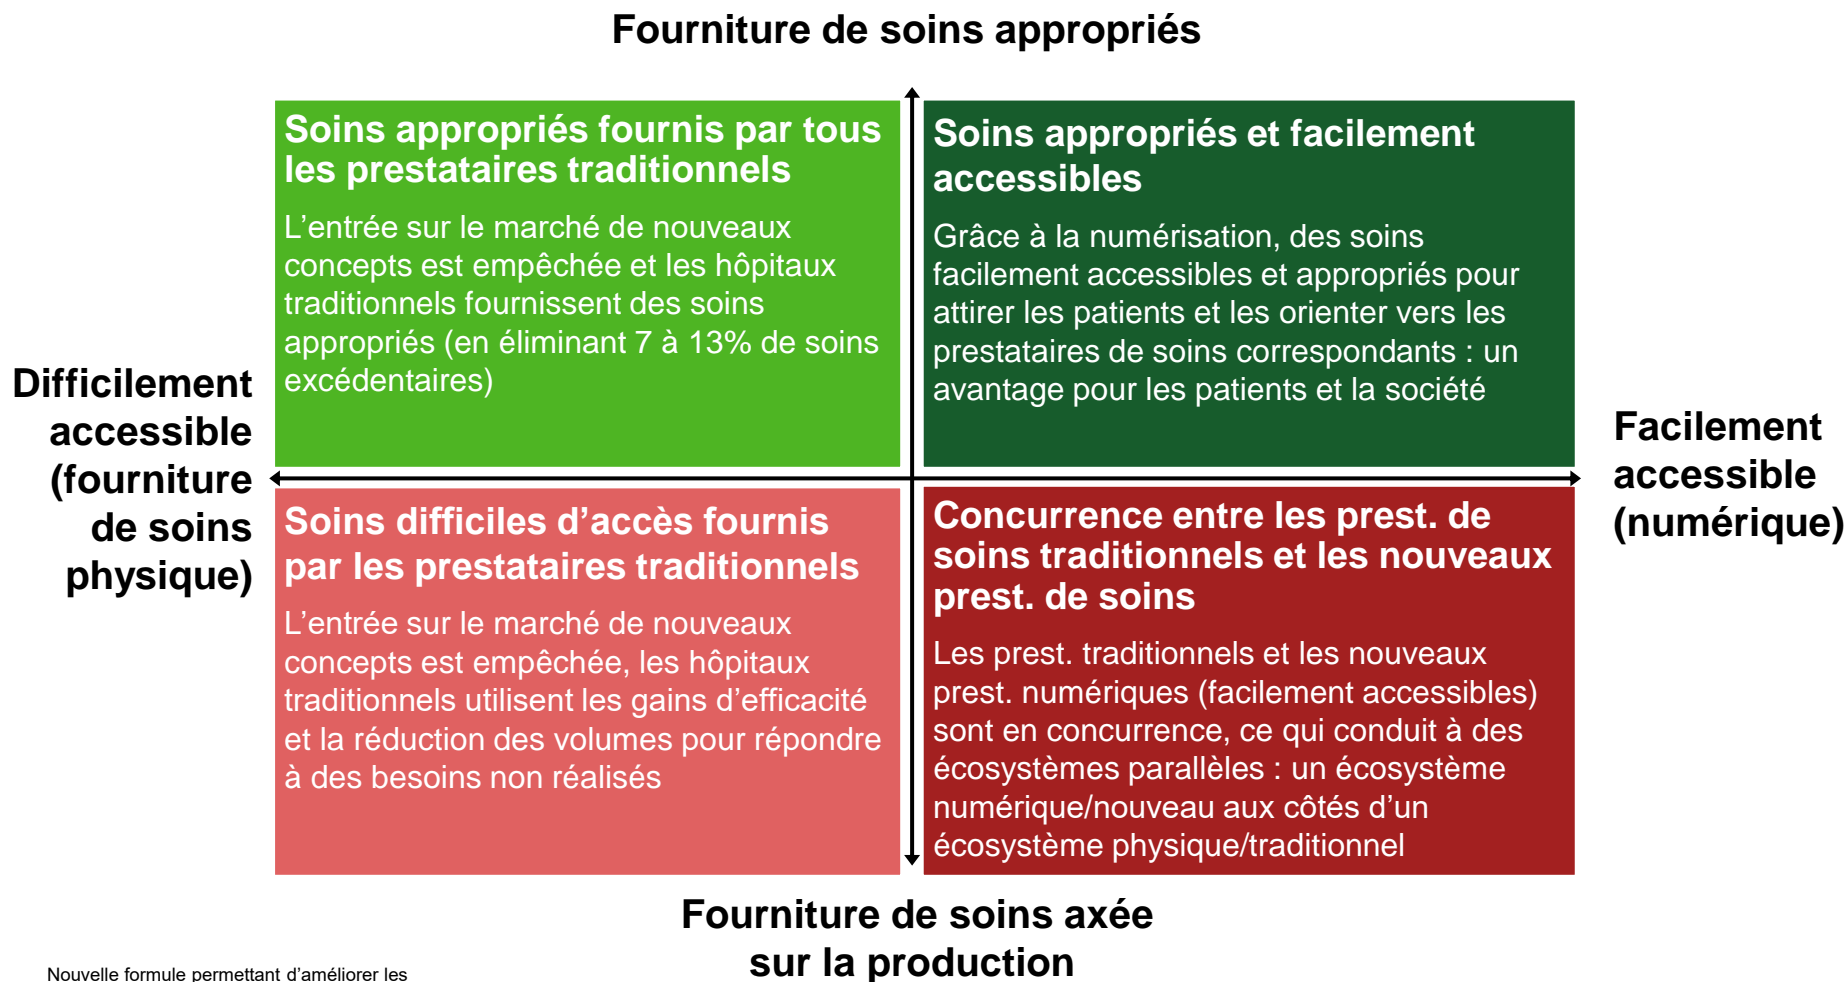 Fourniture de soins appropriés
Soins appropriés fournis par tous
les prestataires traditionnels
L’entrée sur le marché de nouveaux
concepts est empêchée et les hôpitaux
traditionnels fournissent des soins
appropriés (en éliminant 7 à 13% de soins
excédentaires)
Soins appropriés et facilement
accessibles
Grâce à la numérisation, des soins
facilement accessibles et appropriés pour
attirer les patients et les orienter vers les
prestataires de soins correspondants : un
avantage pour les patients et la société
Difficilement
accessible
(fourniture
de soins
physique)
Facilement
accessible
(numérique)
Soins difficiles d’accès fournis
par les prestataires traditionnels
L’entrée sur le marché de nouveaux
concepts est empêchée, les hôpitaux
traditionnels utilisent les gains d’efficacité
et la réduction des volumes pour répondre
à des besoins non réalisés
Concurrence entre les prest. de
soins traditionnels et les nouveaux
prest. de soins
Les prest. traditionnels et les nouveaux
prest. numériques (facilement accessibles)
sont en concurrence, ce qui conduit à des
écosystèmes parallèles : un écosystème
numérique/nouveau aux côtés d’un
écosystème physique/traditionnel
Fourniture de soins axée
sur la production
Nouvelle formule permettant d’améliorer les